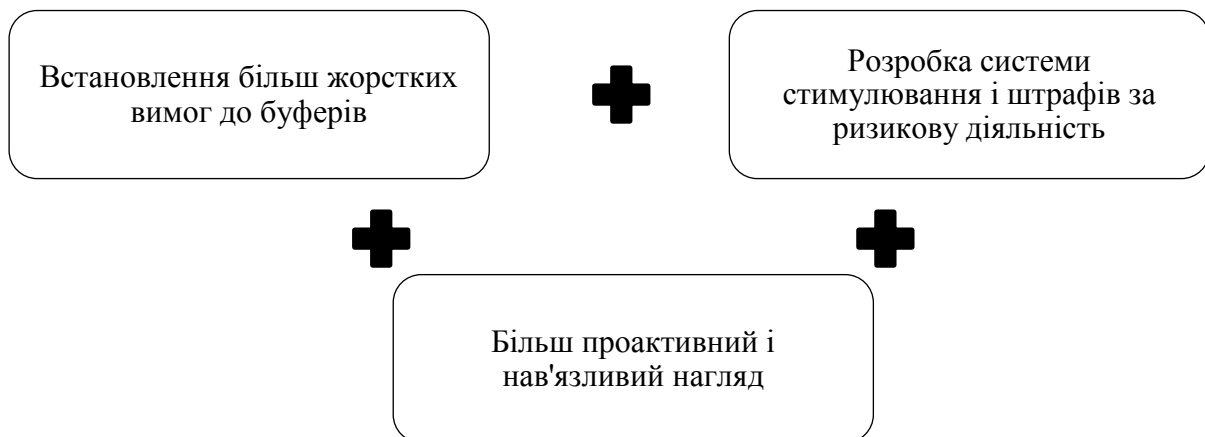 Встановлення більш жорстких
вимог до буферів
Розробка системи
стимулювання і штрафів за
ризикову діяльність
Більш проактивний і
нав'язливий нагляд